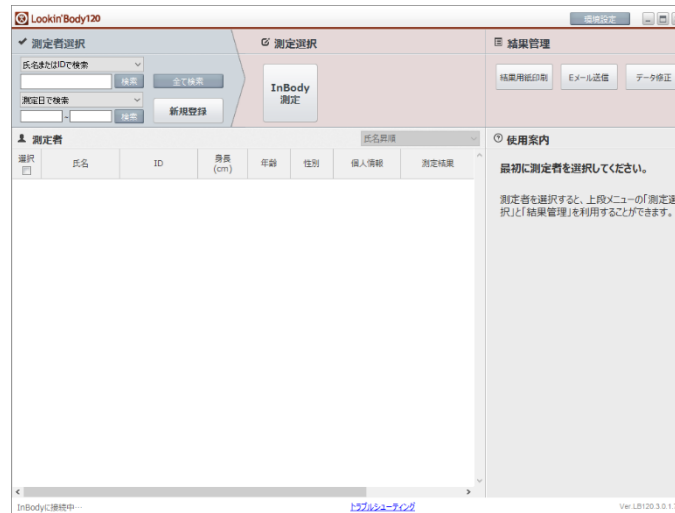 Lookin'Body120
環境設定
測定者選択
測定選択
結果管理
氏名またはIDで検索
検索
全て検索
測定日で検索
-
検索
新規登録
InBody
測定
結果用紙印刷
Eメール送信
データ修正
測定者
氏名昇順
使用案内
選択
氏名
ID
身長
(cm)
年齢
性別
個人情報
測定結果
最初に測定者を選択してください。
測定者を選択すると、上段メニューの「測定選
択」と「結果管理」を利用することができます。
InBodyに接続中…
トラブルシューティング
Ver.LB120.3.0.1.